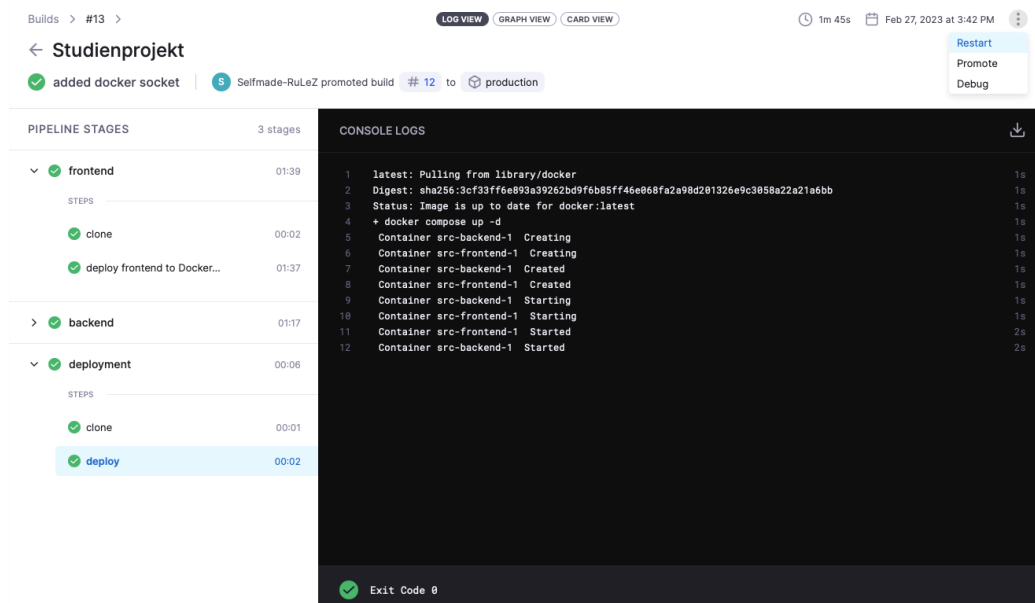 Builds > #13 >
LOG VIEW GRAPH VIEW CARD VIEW
1m 45s Feb 27, 2023 at 3:42 PM
Restart
Promote
Debug
Studienprojekt
added docker socket
S Selfmade-RuLeZ promoted build # 12 to production
PIPELINE STAGES 3 stages
frontend 01:39
STEPS
clone 00:02
deploy frontend to Docker... 01:37
backend 01:17
deployment 00:06
STEPS
clone 00:01
deploy 00:02
CONSOLE LOGS
1 latest: Pulling from library/docker 1s
2 Digest: sha256:3cf33ff6e893a39262bd9f6b85ff46e068fa2a98d201326e9c3058a22a21a6bb 1s
3 Status: Image is up to date for docker:latest 1s
4 + docker compose up -d 1s
5 Container src-backend-1 Creating 1s
6 Container src-frontend-1 Creating 1s
7 Container src-backend-1 Created 1s
8 Container src-frontend-1 Created 1s
9 Container src-backend-1 Starting 1s
10 Container src-frontend-1 Starting 1s
11 Container src-frontend-1 Started 2s
12 Container src-backend-1 Started 2s
Exit Code 0